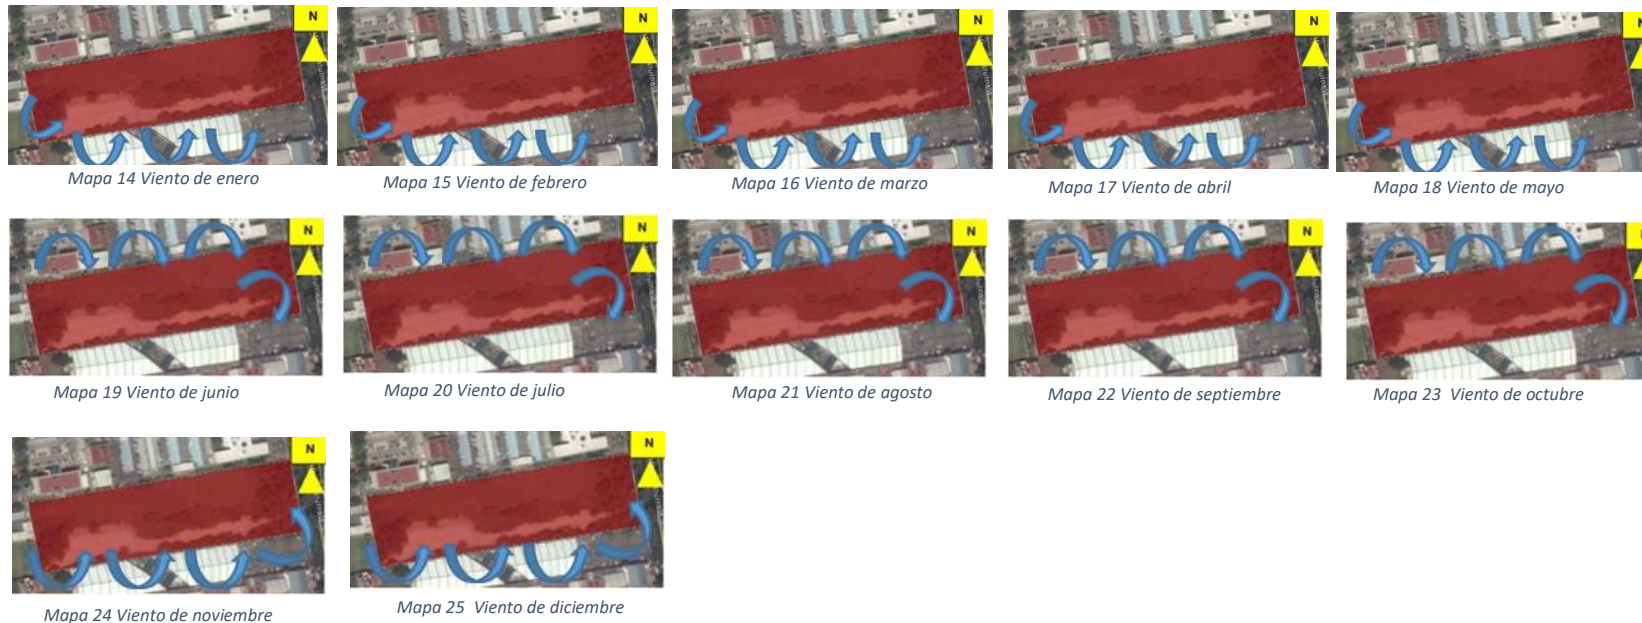 N
N
N
N
N
Mapa 14 Viento de enero
Mapa 15 Viento de febrero
Mapa 16 Viento de marzo
Mapa 17 Viento de abril
Mapa 18 Viento de mayo
N
N
N
N
N
Mapa 19 Viento de junio
Mapa 20 Viento de julio
Mapa 21 Viento de agosto
Mapa 22 Viento de septiembre
Mapa 23  Viento de octubre
N
N
Mapa 24 Viento de noviembre
Mapa 25  Viento de diciembre